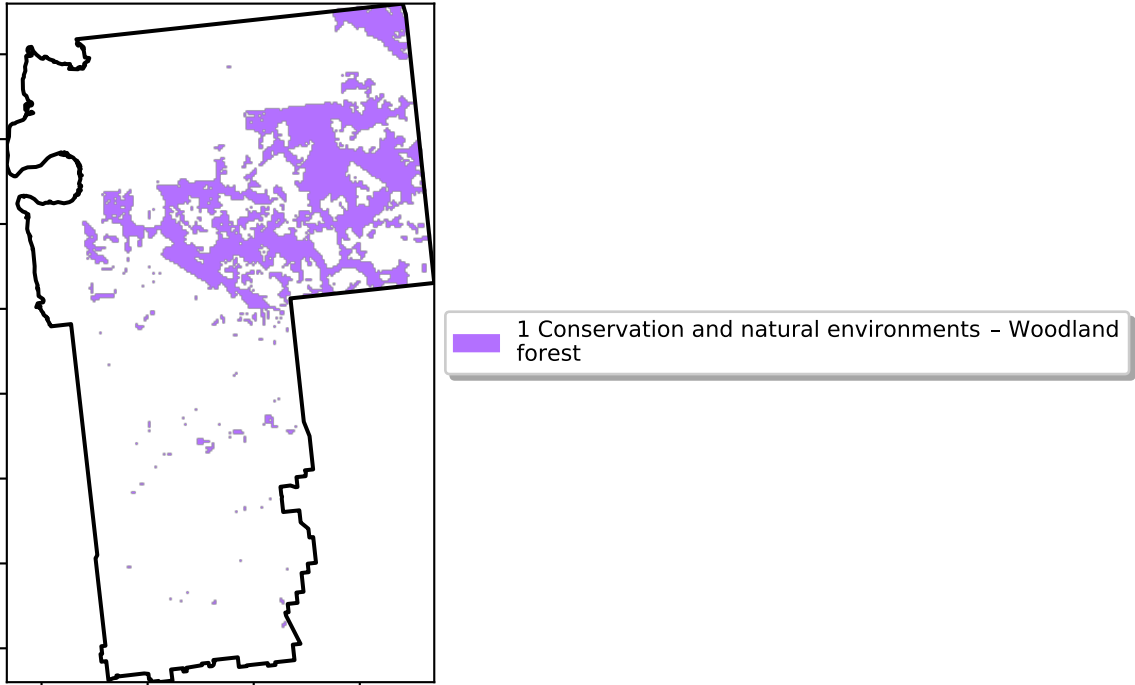 1 Conservation and natural environments – Woodland
forest